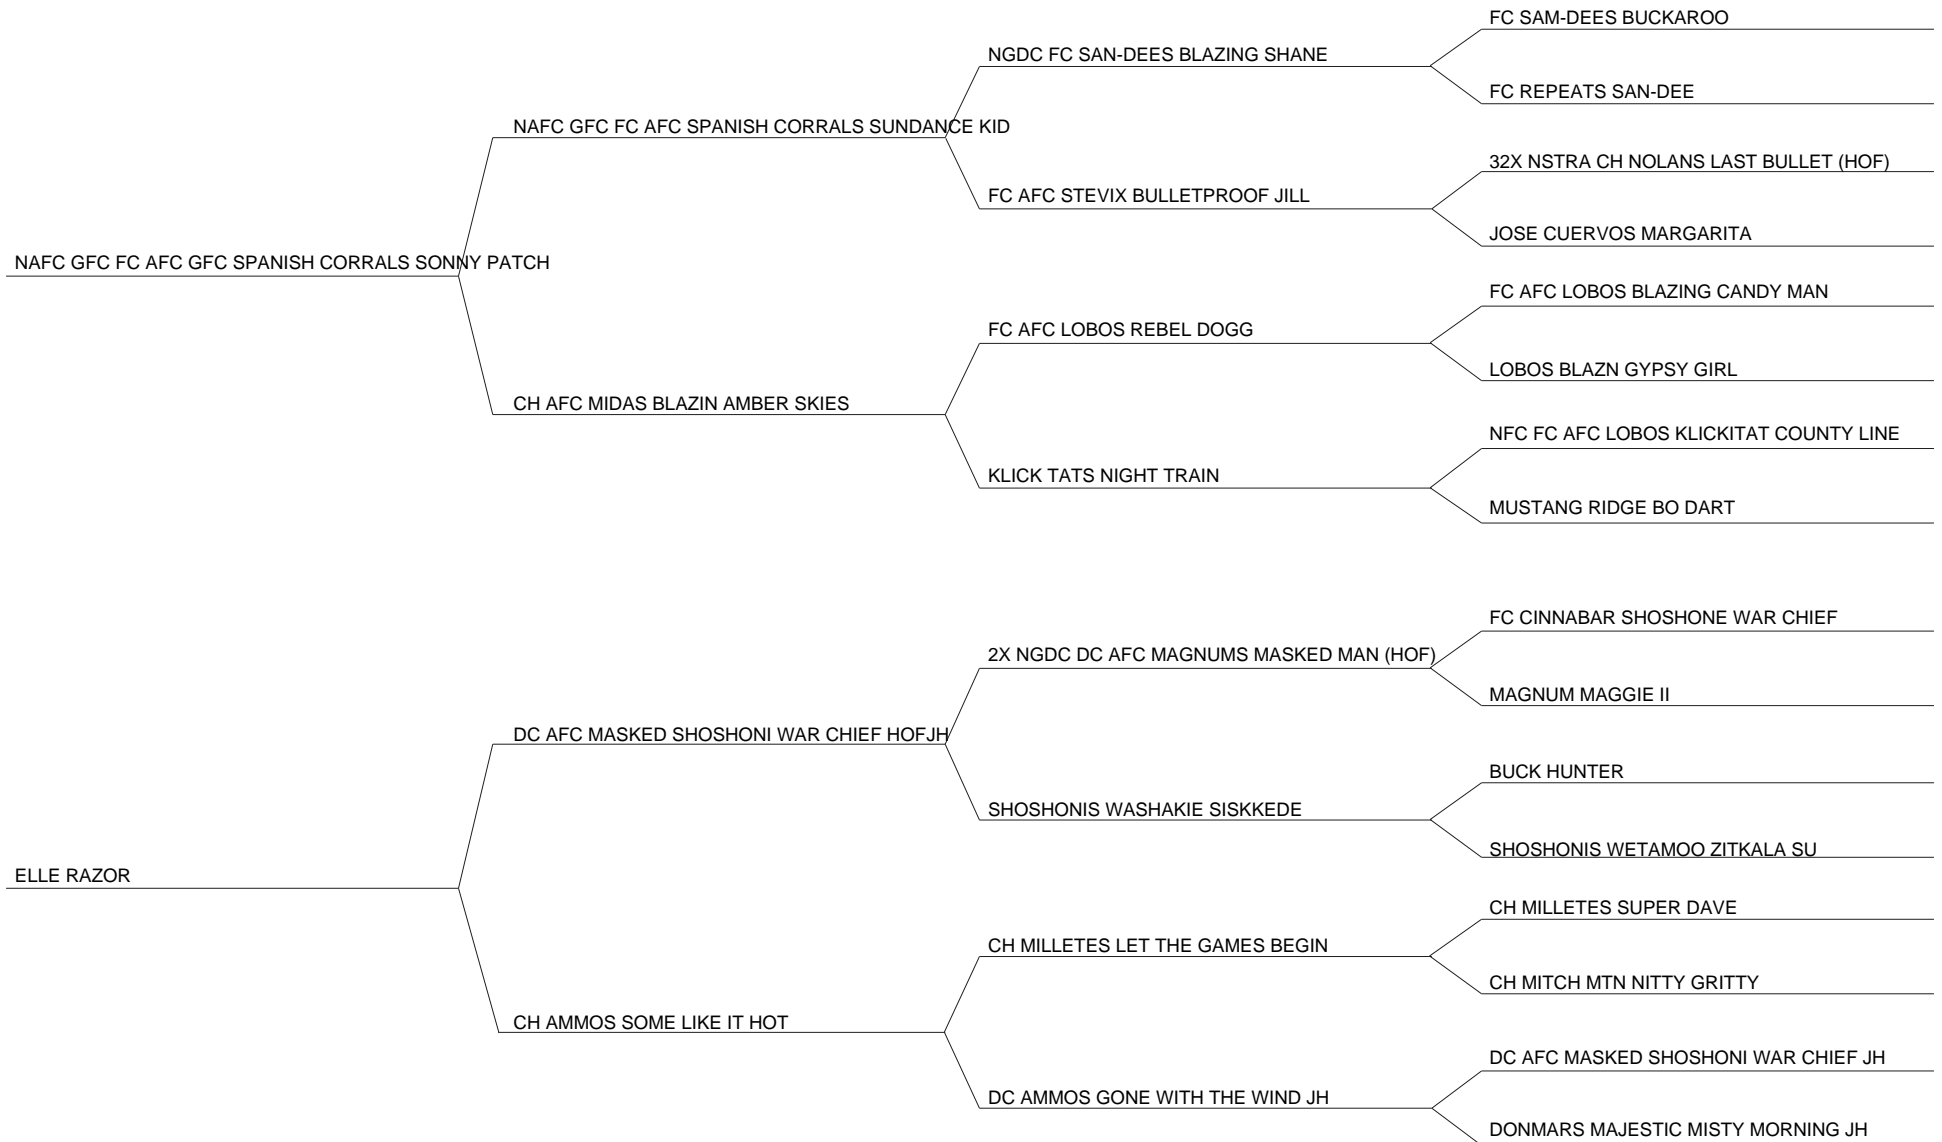 FC SAM-DEES BUCKAROO
NGDC FC SAN-DEES BLAZING SHANE
FC REPEATS SAN-DEE
NAFC GFC FC AFC SPANISH CORRALS SUNDANCE KID
32X NSTRA CH NOLANS LAST BULLET (HOF)
FC AFC STEVIX BULLETPROOF JILL
JOSE CUERVOS MARGARITA
NAFC GFC FC AFC GFC SPANISH CORRALS SONNY PATCH
FC AFC LOBOS BLAZING CANDY MAN
FC AFC LOBOS REBEL DOGG
LOBOS BLAZN GYPSY GIRL
CH AFC MIDAS BLAZIN AMBER SKIES
NFC FC AFC LOBOS KLICKITAT COUNTY LINE
KLICK TATS NIGHT TRAIN
MUSTANG RIDGE BO DART
FC CINNABAR SHOSHONE WAR CHIEF
2X NGDC DC AFC MAGNUMS MASKED MAN (HOF)
MAGNUM MAGGIE II
DC AFC MASKED SHOSHONI WAR CHIEF HOFJH
BUCK HUNTER
SHOSHONIS WASHAKIE SISKKEDE
SHOSHONIS WETAMOO ZITKALA SU
ELLE RAZOR
CH MILLETES SUPER DAVE
CH MILLETES LET THE GAMES BEGIN
CH MITCH MTN NITTY GRITTY
CH AMMOS SOME LIKE IT HOT
DC AFC MASKED SHOSHONI WAR CHIEF JH
DC AMMOS GONE WITH THE WIND JH
DONMARS MAJESTIC MISTY MORNING JH